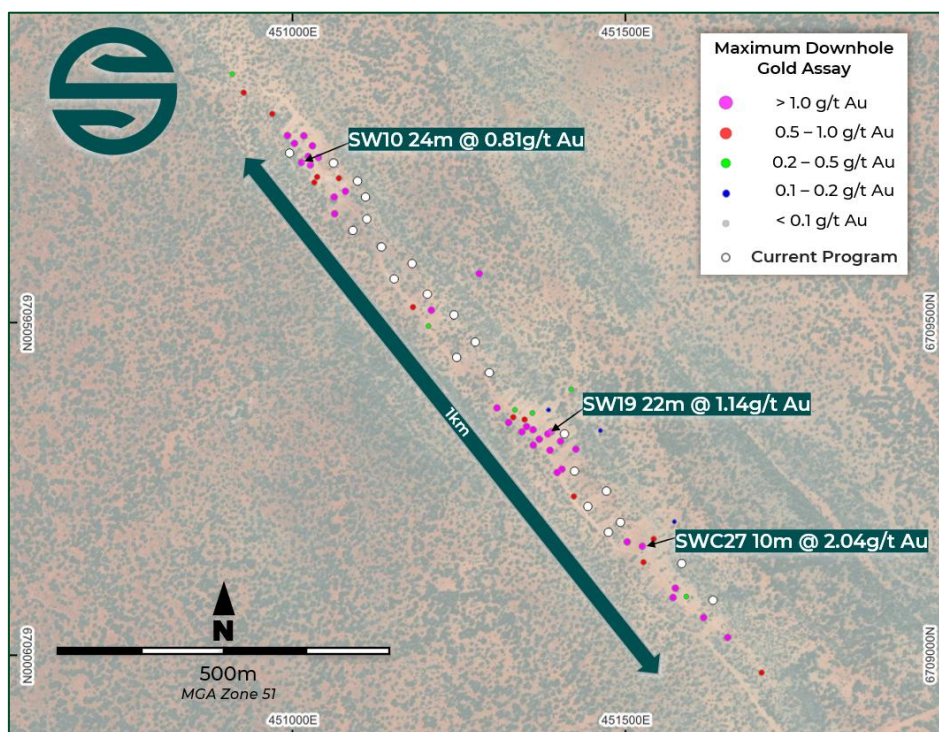 451000E
451500E
Maximum Downhole
Gold Assay
> 1.0 g/t Au
0.5 – 1.0 g/t Au
0.2 – 0.5 g/t Au
0.1 – 0.2 g/t Au
< 0.1 g/t Au
Current Program
SW10 24m @ 0.81g/t Au
6709500N
6709500N
SW19 22m @ 1.14g/t Au
1km
SWC27 10m @ 2.04g/t Au
N
500m
MGA Zone 51
6709000N
6709000N
451000E
451500E